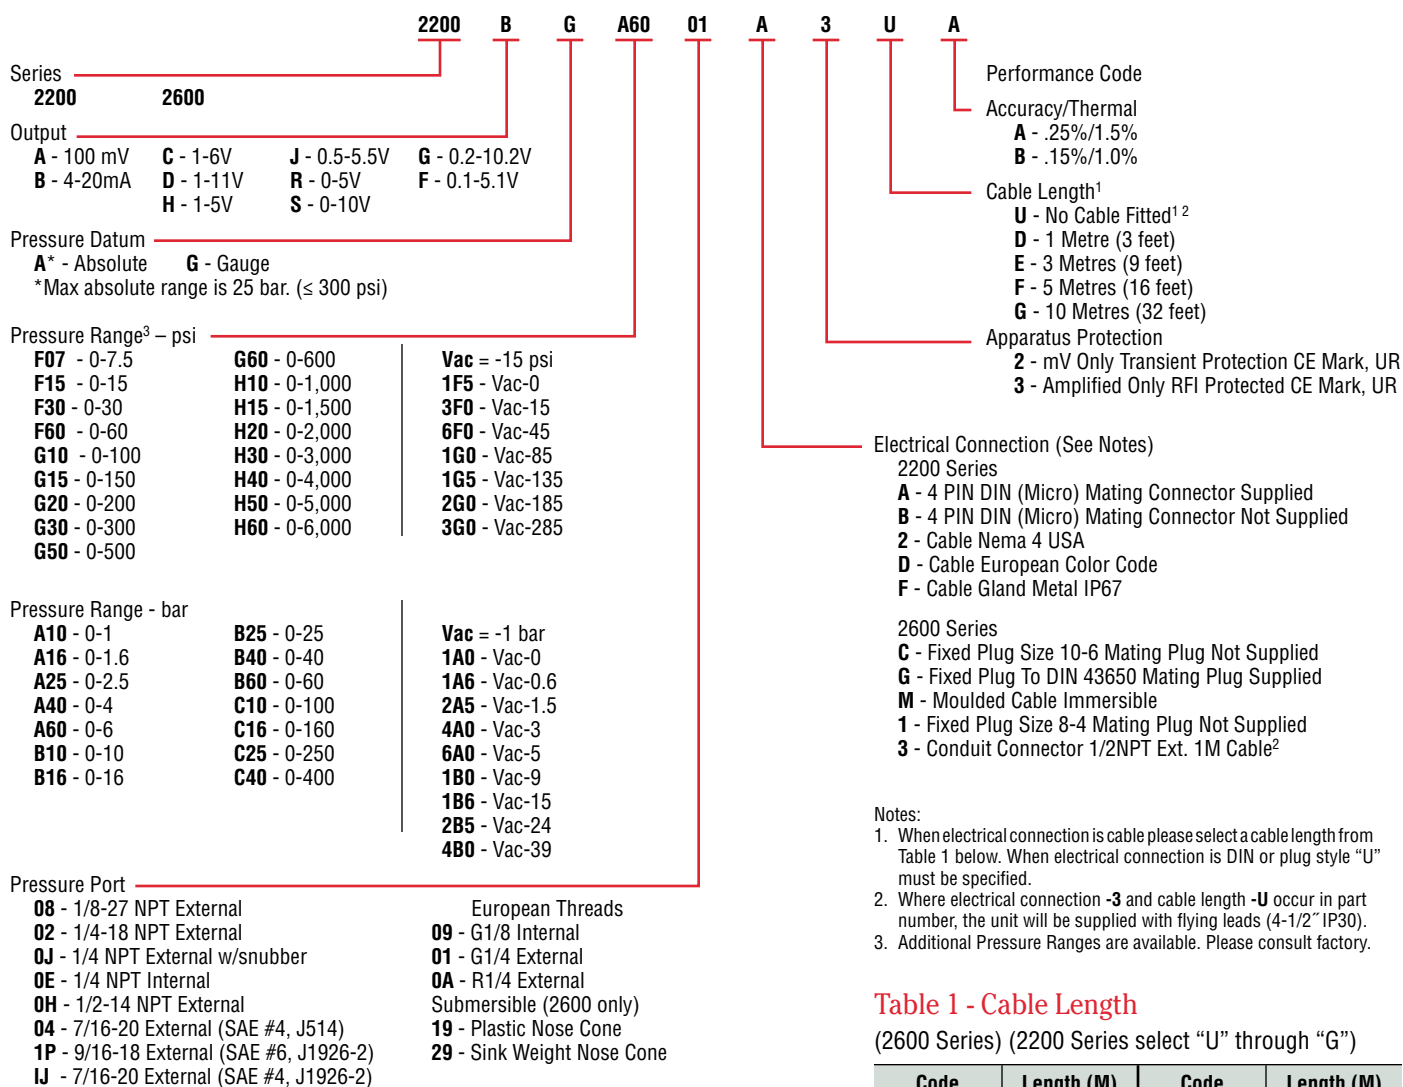 2200 B G A60 01 A 3 U A
Series
2200 2600
Output
A - 100 mV C - 1-6V J - 0.5-5.5V G - 0.2-10.2V
B - 4-20mA D - 1-11V R - 0-5V F - 0.1-5.1V
H - 1-5V S - 0-10V
Pressure Datum
A* - Absolute G - Gauge
*Max absolute range is 25 bar. (≤ 300 psi)
Pressure Range³ – psi
F07 - 0-7.5 G60 - 0-600 Vac = -15 psi
F15 - 0-15 H10 - 0-1,000 1F5 - Vac-0
F30 - 0-30 H15 - 0-1,500 3F0 - Vac-15
F60 - 0-60 H20 - 0-2,000 6F0 - Vac-45
G10 - 0-100 H30 - 0-3,000 1G0 - Vac-85
G15 - 0-150 H40 - 0-4,000 1G5 - Vac-135
G20 - 0-200 H50 - 0-5,000 2G0 - Vac-185
G30 - 0-300 H60 - 0-6,000 3G0 - Vac-285
G50 - 0-500
Pressure Range - bar
A10 - 0-1 B25 - 0-25 Vac = -1 bar
A16 - 0-1.6 B40 - 0-40 1A0 - Vac-0
A25 - 0-2.5 B60 - 0-60 1A6 - Vac-0.6
A40 - 0-4 C10 - 0-100 2A5 - Vac-1.5
A60 - 0-6 C16 - 0-160 4A0 - Vac-3
B10 - 0-10 C25 - 0-250 6A0 - Vac-5
B16 - 0-16 C40 - 0-400 1B0 - Vac-9
1B6 - Vac-15
2B5 - Vac-24
4B0 - Vac-39
Pressure Port
08 - 1/8-27 NPT External
02 - 1/4-18 NPT External
0J - 1/4 NPT External w/snubber
0E - 1/4 NPT Internal
0H - 1/2-14 NPT External
04 - 7/16-20 External (SAE #4, J514)
1P - 9/16-18 External (SAE #6, J1926-2)
IJ - 7/16-20 External (SAE #4, J1926-2)
European Threads
09 - G1/8 Internal
01 - G1/4 External
0A - R1/4 External
Submersible (2600 only)
19 - Plastic Nose Cone
29 - Sink Weight Nose Cone
Performance Code
Accuracy/Thermal
A - .25%/1.5%
B - .15%/1.0%
Cable Length¹
U - No Cable Fitted¹ ²
D - 1 Metre (3 feet)
E - 3 Metres (9 feet)
F - 5 Metres (16 feet)
G - 10 Metres (32 feet)
Apparatus Protection
2 - mV Only Transient Protection CE Mark, UR
3 - Amplified Only RFI Protected CE Mark, UR
Electrical Connection (See Notes)
2200 Series
A - 4 PIN DIN (Micro) Mating Connector Supplied
B - 4 PIN DIN (Micro) Mating Connector Not Supplied
2 - Cable Nema 4 USA
D - Cable European Color Code
F - Cable Gland Metal IP67
2600 Series
C - Fixed Plug Size 10-6 Mating Plug Not Supplied
G - Fixed Plug To DIN 43650 Mating Plug Supplied
M - Moulded Cable Immersible
1 - Fixed Plug Size 8-4 Mating Plug Not Supplied
3 - Conduit Connector 1/2NPT Ext. 1M Cable²
Notes:
1. When electrical connection is cable please select a cable length from
Table 1 below. When electrical connection is DIN or plug style “U”
must be specified.
2. Where electrical connection -3 and cable length -U occur in part
number, the unit will be supplied with flying leads (4-1/2˝ IP30).
3. Additional Pressure Ranges are available. Please consult factory.
Table 1 - Cable Length
(2600 Series) (2200 Series select “U” through “G”)
Code Length (M) Code Length (M)